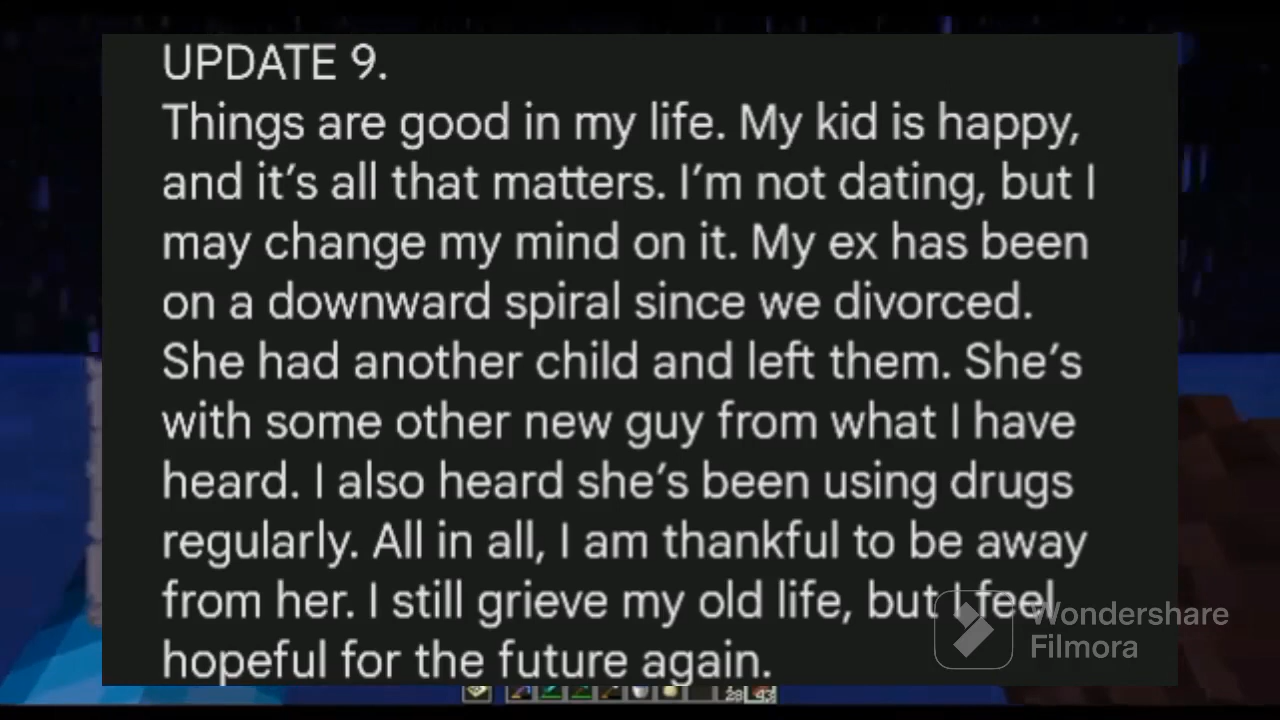 UPDATE 9.
Things are good in my life. My kid is happy,
and it's all that matters. I'm not dating, but I
may change my mind on it. My ex has been
on a downward spiral since we divorced.
She had another child and left them. She's
with some other new guy from what I have
heard. I also heard she's been using drugs
regularly. All in all, I am thankful to be away
from her. I still grieve my old life, but I feel
hopeful for the future again.
Wondershare
Filmora
28 43